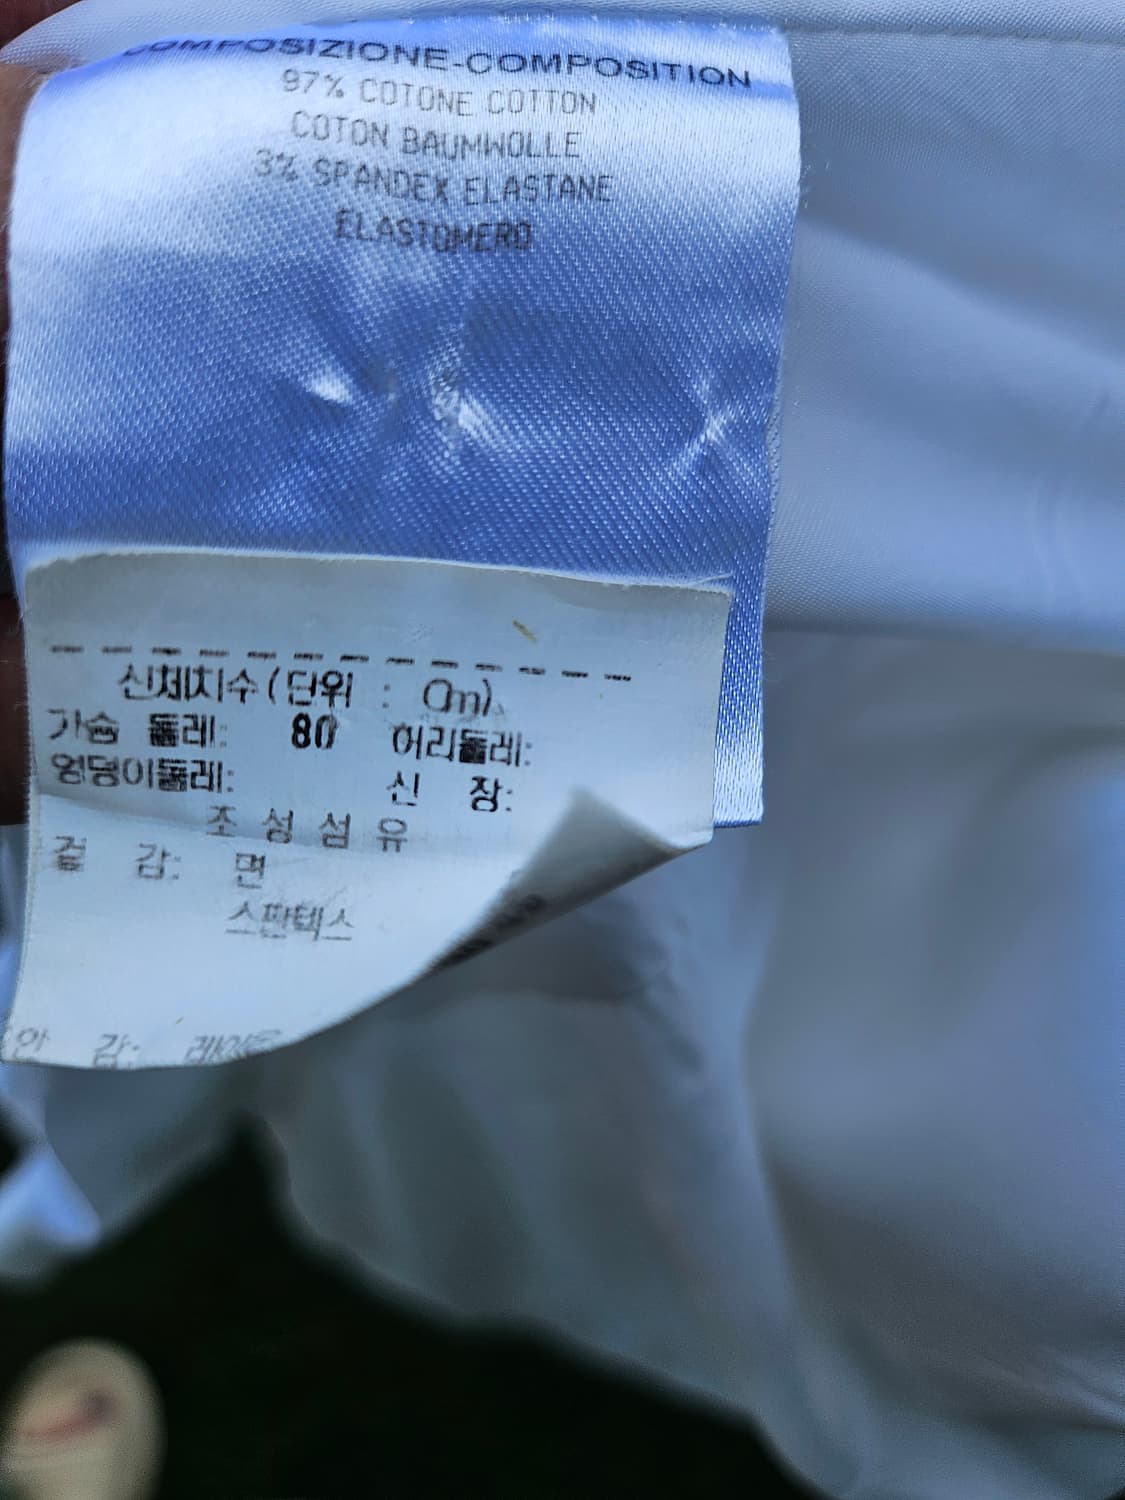 COMPOSIZIONE-COMPOSITION
97% COTONE COTTON
COTON BAUMWOLLE
3% SPANDEX ELASTANE
ELASTOMERO
신체치수(단위 : Cm)
가슴 둘레: 80 허리둘레:
엉덩이둘레: 신 장:
조 성 섬 유
겉 감: 면
스판텍스
안 감: